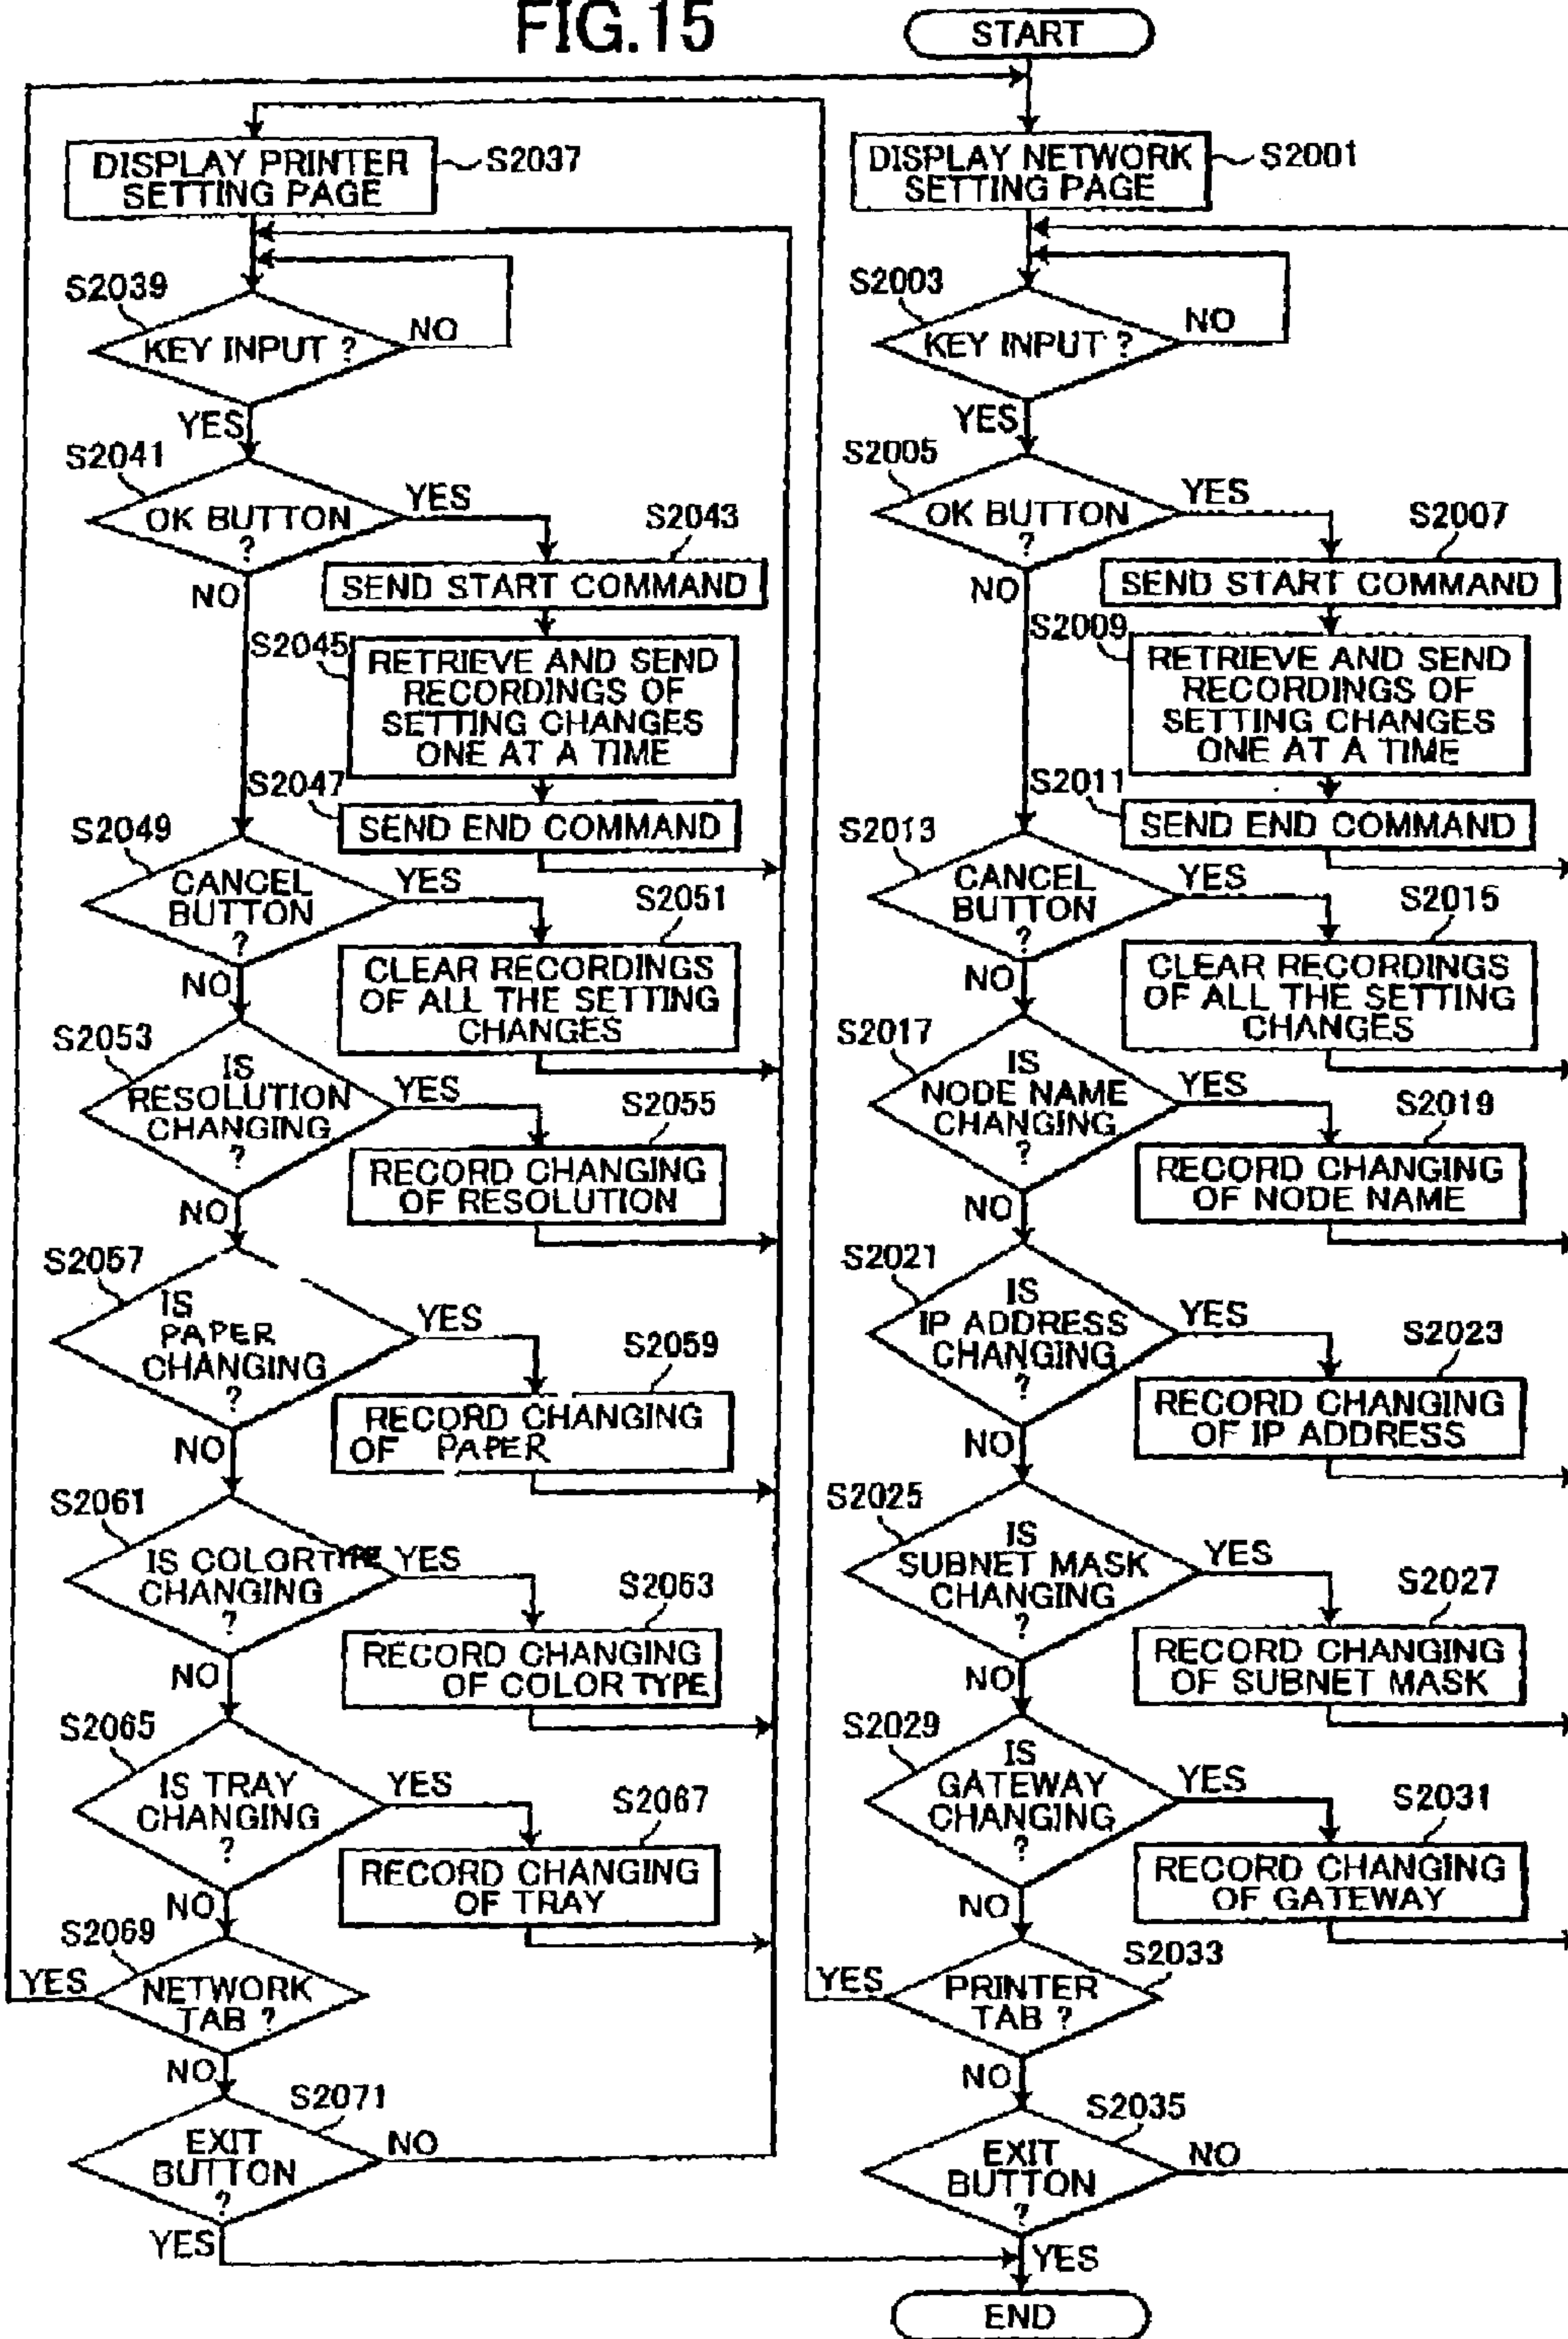 FIG.15
START
DISPLAY PRINTER
SETTING PAGE
S2037
S2039
KEY INPUT ?
NO
YES
S2041
OK BUTTON
?
YES
NO
S2043
SEND START COMMAND
S2045
RETRIEVE AND SEND
RECORDINGS OF
SETTING CHANGES
ONE AT A TIME
S2047
SEND END COMMAND
S2049
CANCEL
BUTTON
?
YES
NO
S2051
CLEAR RECORDINGS
OF ALL THE SETTING
CHANGES
S2053
IS
RESOLUTION
CHANGING
?
YES
NO
S2055
RECORD CHANGING
OF RESOLUTION
S2057
IS
PAPER
CHANGING
?
YES
NO
S2059
RECORD CHANGING
OF PAPER
S2061
IS COLORTYPE
CHANGING
?
YES
NO
S2063
RECORD CHANGING
OF COLOR TYPE
S2065
IS TRAY
CHANGING
?
YES
NO
S2067
RECORD CHANGING
OF TRAY
S2069
YES
NETWORK
TAB ?
NO
S2071
EXIT
BUTTON
?
NO
YES
DISPLAY NETWORK
SETTING PAGE
S2001
S2003
KEY INPUT ?
NO
YES
S2005
OK BUTTON
?
YES
NO
S2007
SEND START COMMAND
S2009
RETRIEVE AND SEND
RECORDINGS OF
SETTING CHANGES
ONE AT A TIME
S2011
SEND END COMMAND
S2013
CANCEL
BUTTON
?
YES
NO
S2015
CLEAR RECORDINGS
OF ALL THE SETTING
CHANGES
S2017
IS
NODE NAME
CHANGING
?
YES
NO
S2019
RECORD CHANGING
OF NODE NAME
S2021
IS
IP ADDRESS
CHANGING
?
YES
NO
S2023
RECORD CHANGING
OF IP ADDRESS
S2025
IS
SUBNET MASK
CHANGING
?
YES
NO
S2027
RECORD CHANGING
OF SUBNET MASK
S2029
IS
GATEWAY
CHANGING
?
YES
NO
S2031
RECORD CHANGING
OF GATEWAY
S2033
YES
PRINTER
TAB ?
NO
S2035
EXIT
BUTTON
?
NO
YES
END